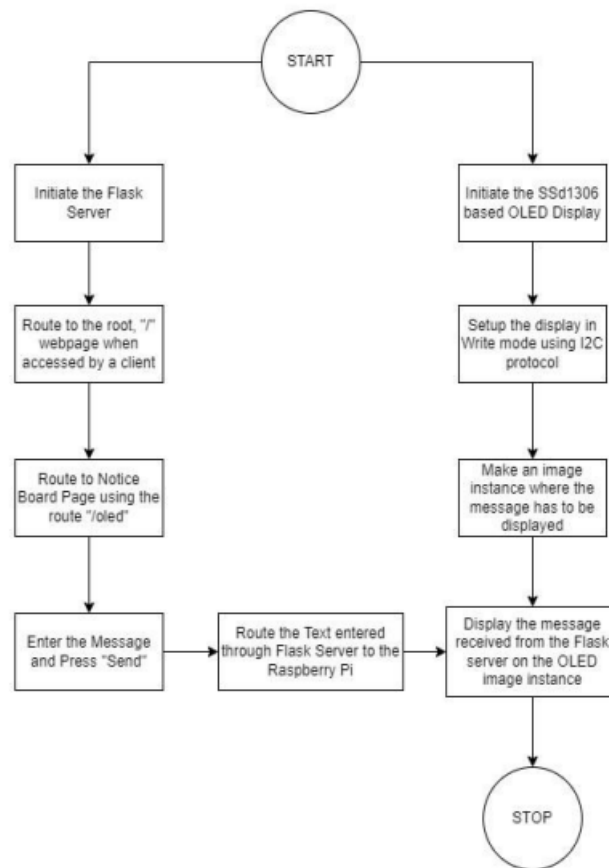 START
Initiate the Flask
Server
Initiate the SSd1306
based OLED Display
Route to the root, "/"
webpage when
accessed by a client
Setup the display in
Write mode using I2C
protocol
Route to Notice
Board Page using the
route "/oled"
Make an image
instance where the
message has to be
displayed
Enter the Message
and Press "Send"
Route the Text entered
through Flask Server to the
Raspberry Pi
Display the message
received from the Flask
server on the OLED
image instance
STOP